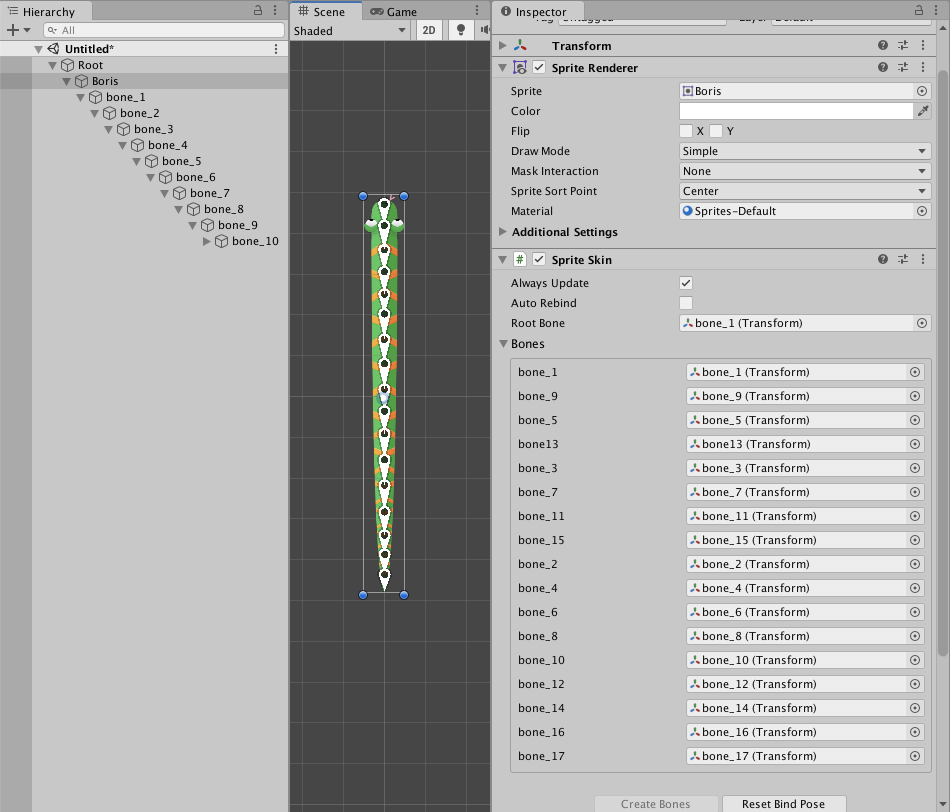 Hierarchy
All
Untitled*
Root
Boris
bone_1
bone_2
bone_3
bone_4
bone_5
bone_6
bone_7
bone_8
bone_9
bone_10
Scene
Game
Shaded
2D
Inspector
Tag Untagged Layer Default
Transform
Sprite Renderer
Sprite Boris
Color
Flip X Y
Draw Mode Simple
Mask Interaction None
Sprite Sort Point Center
Material Sprites-Default
Additional Settings
# Sprite Skin
Always Update
Auto Rebind
Root Bone bone_1 (Transform)
Bones
bone_1 bone_1 (Transform)
bone_9 bone_9 (Transform)
bone_5 bone_5 (Transform)
bone13 bone13 (Transform)
bone_3 bone_3 (Transform)
bone_7 bone_7 (Transform)
bone_11 bone_11 (Transform)
bone_15 bone_15 (Transform)
bone_2 bone_2 (Transform)
bone_4 bone_4 (Transform)
bone_6 bone_6 (Transform)
bone_8 bone_8 (Transform)
bone_10 bone_10 (Transform)
bone_12 bone_12 (Transform)
bone_14 bone_14 (Transform)
bone_16 bone_16 (Transform)
bone_17 bone_17 (Transform)
Create Bones Reset Bind Pose